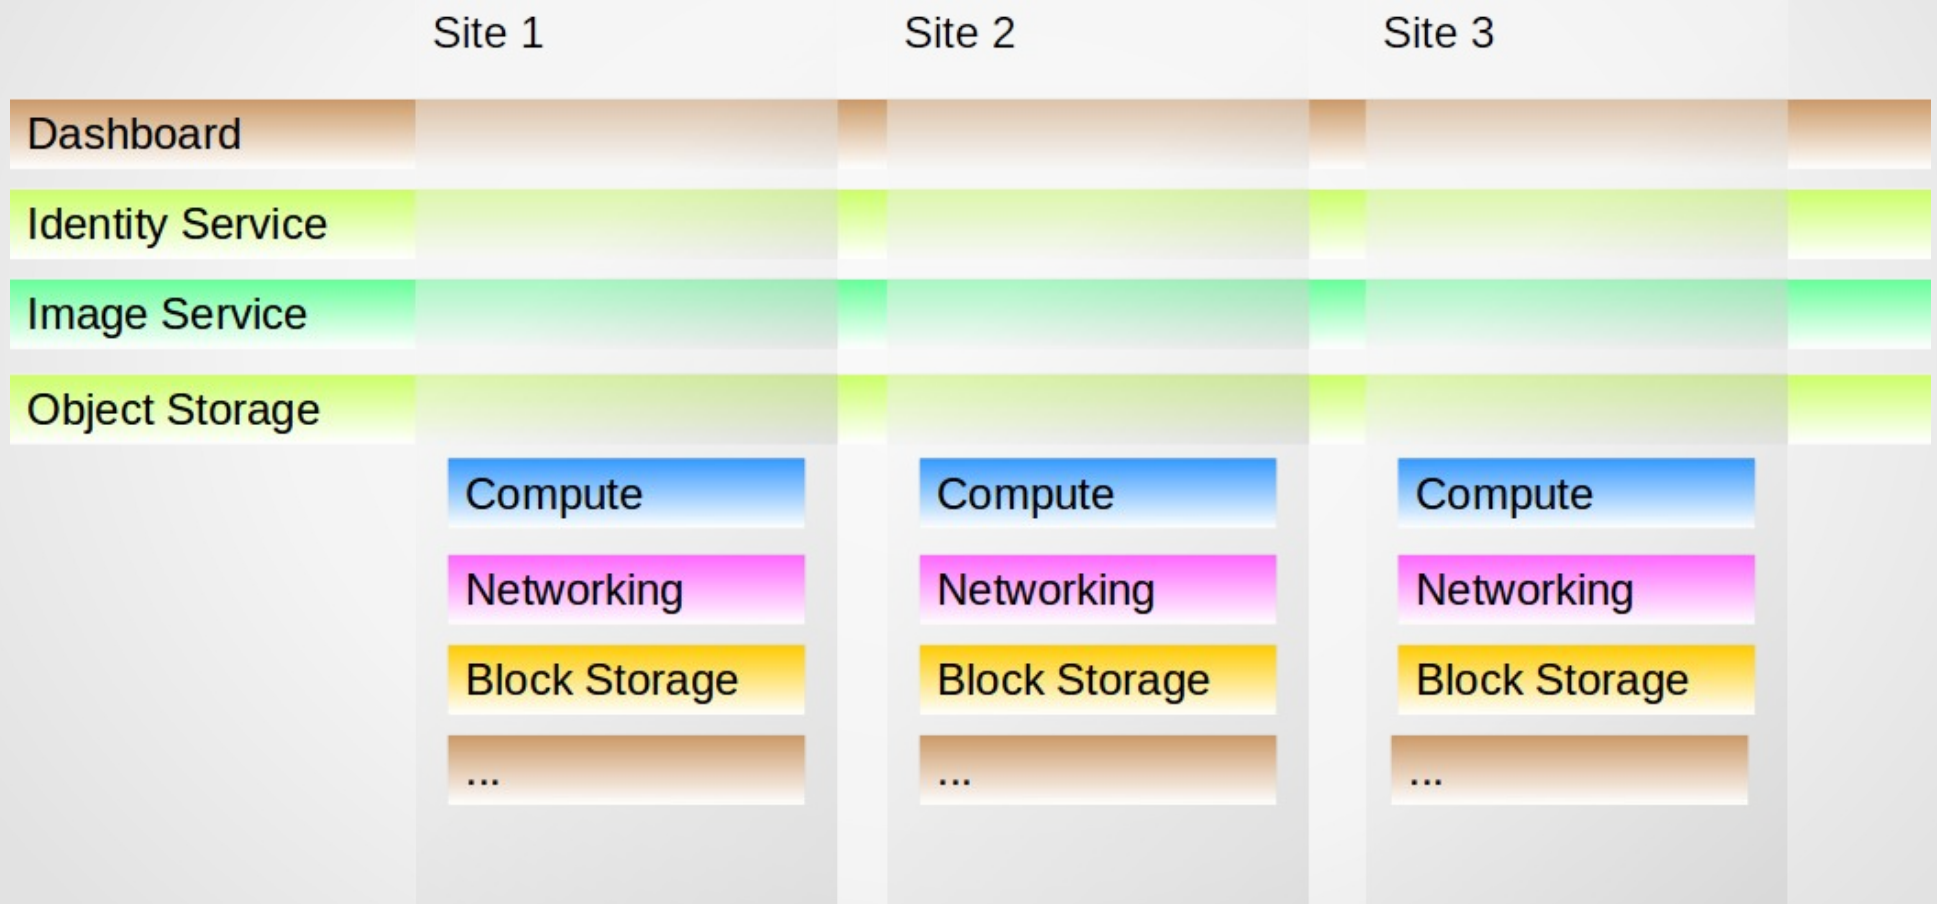 Site 1
Site 2
Site 3
Dashboard
Identity Service
Image Service
Object Storage
Compute
Compute
Compute
Networking
Networking
Networking
Block Storage
Block Storage
Block Storage
...
...
...